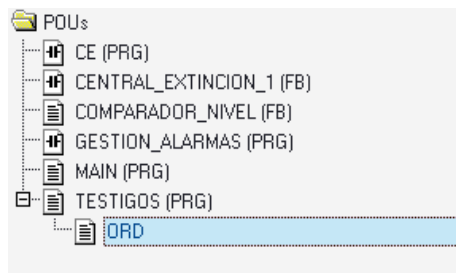 POUs
CE (PRG)
CENTRAL_EXTINCION_1 (FB)
COMPARADOR_NIVEL (FB)
GESTION_ALARMAS (PRG)
MAIN (PRG)
TESTIGOS (PRG)
ORD